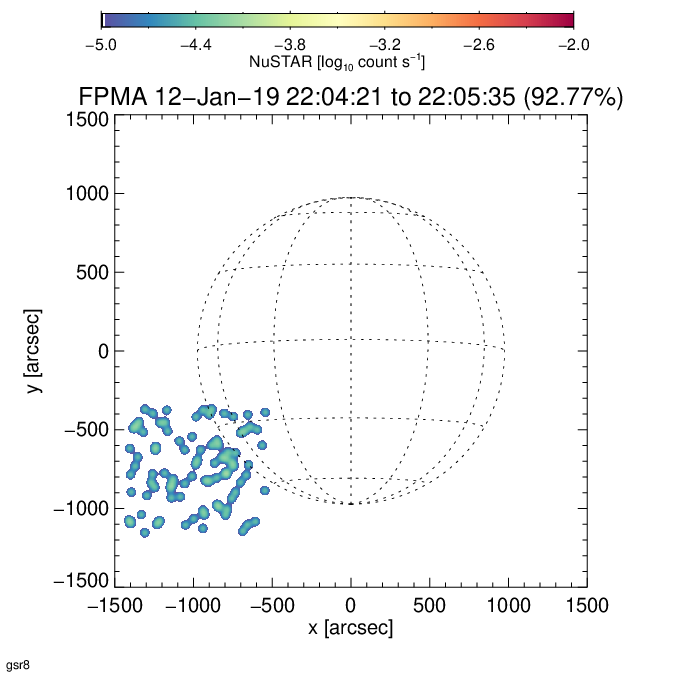 −5.0 −4.4 −3.8 −3.2 −2.6 −2.0
NuSTAR [log₁₀ count s⁻¹]
FPMA 12−Jan−19 22:04:21 to 22:05:35 (92.77%)
1500
1000
500
0
−500
−1000
−1500
y [arcsec]
−1500 −1000 −500 0 500 1000 1500
x [arcsec]
gsr8